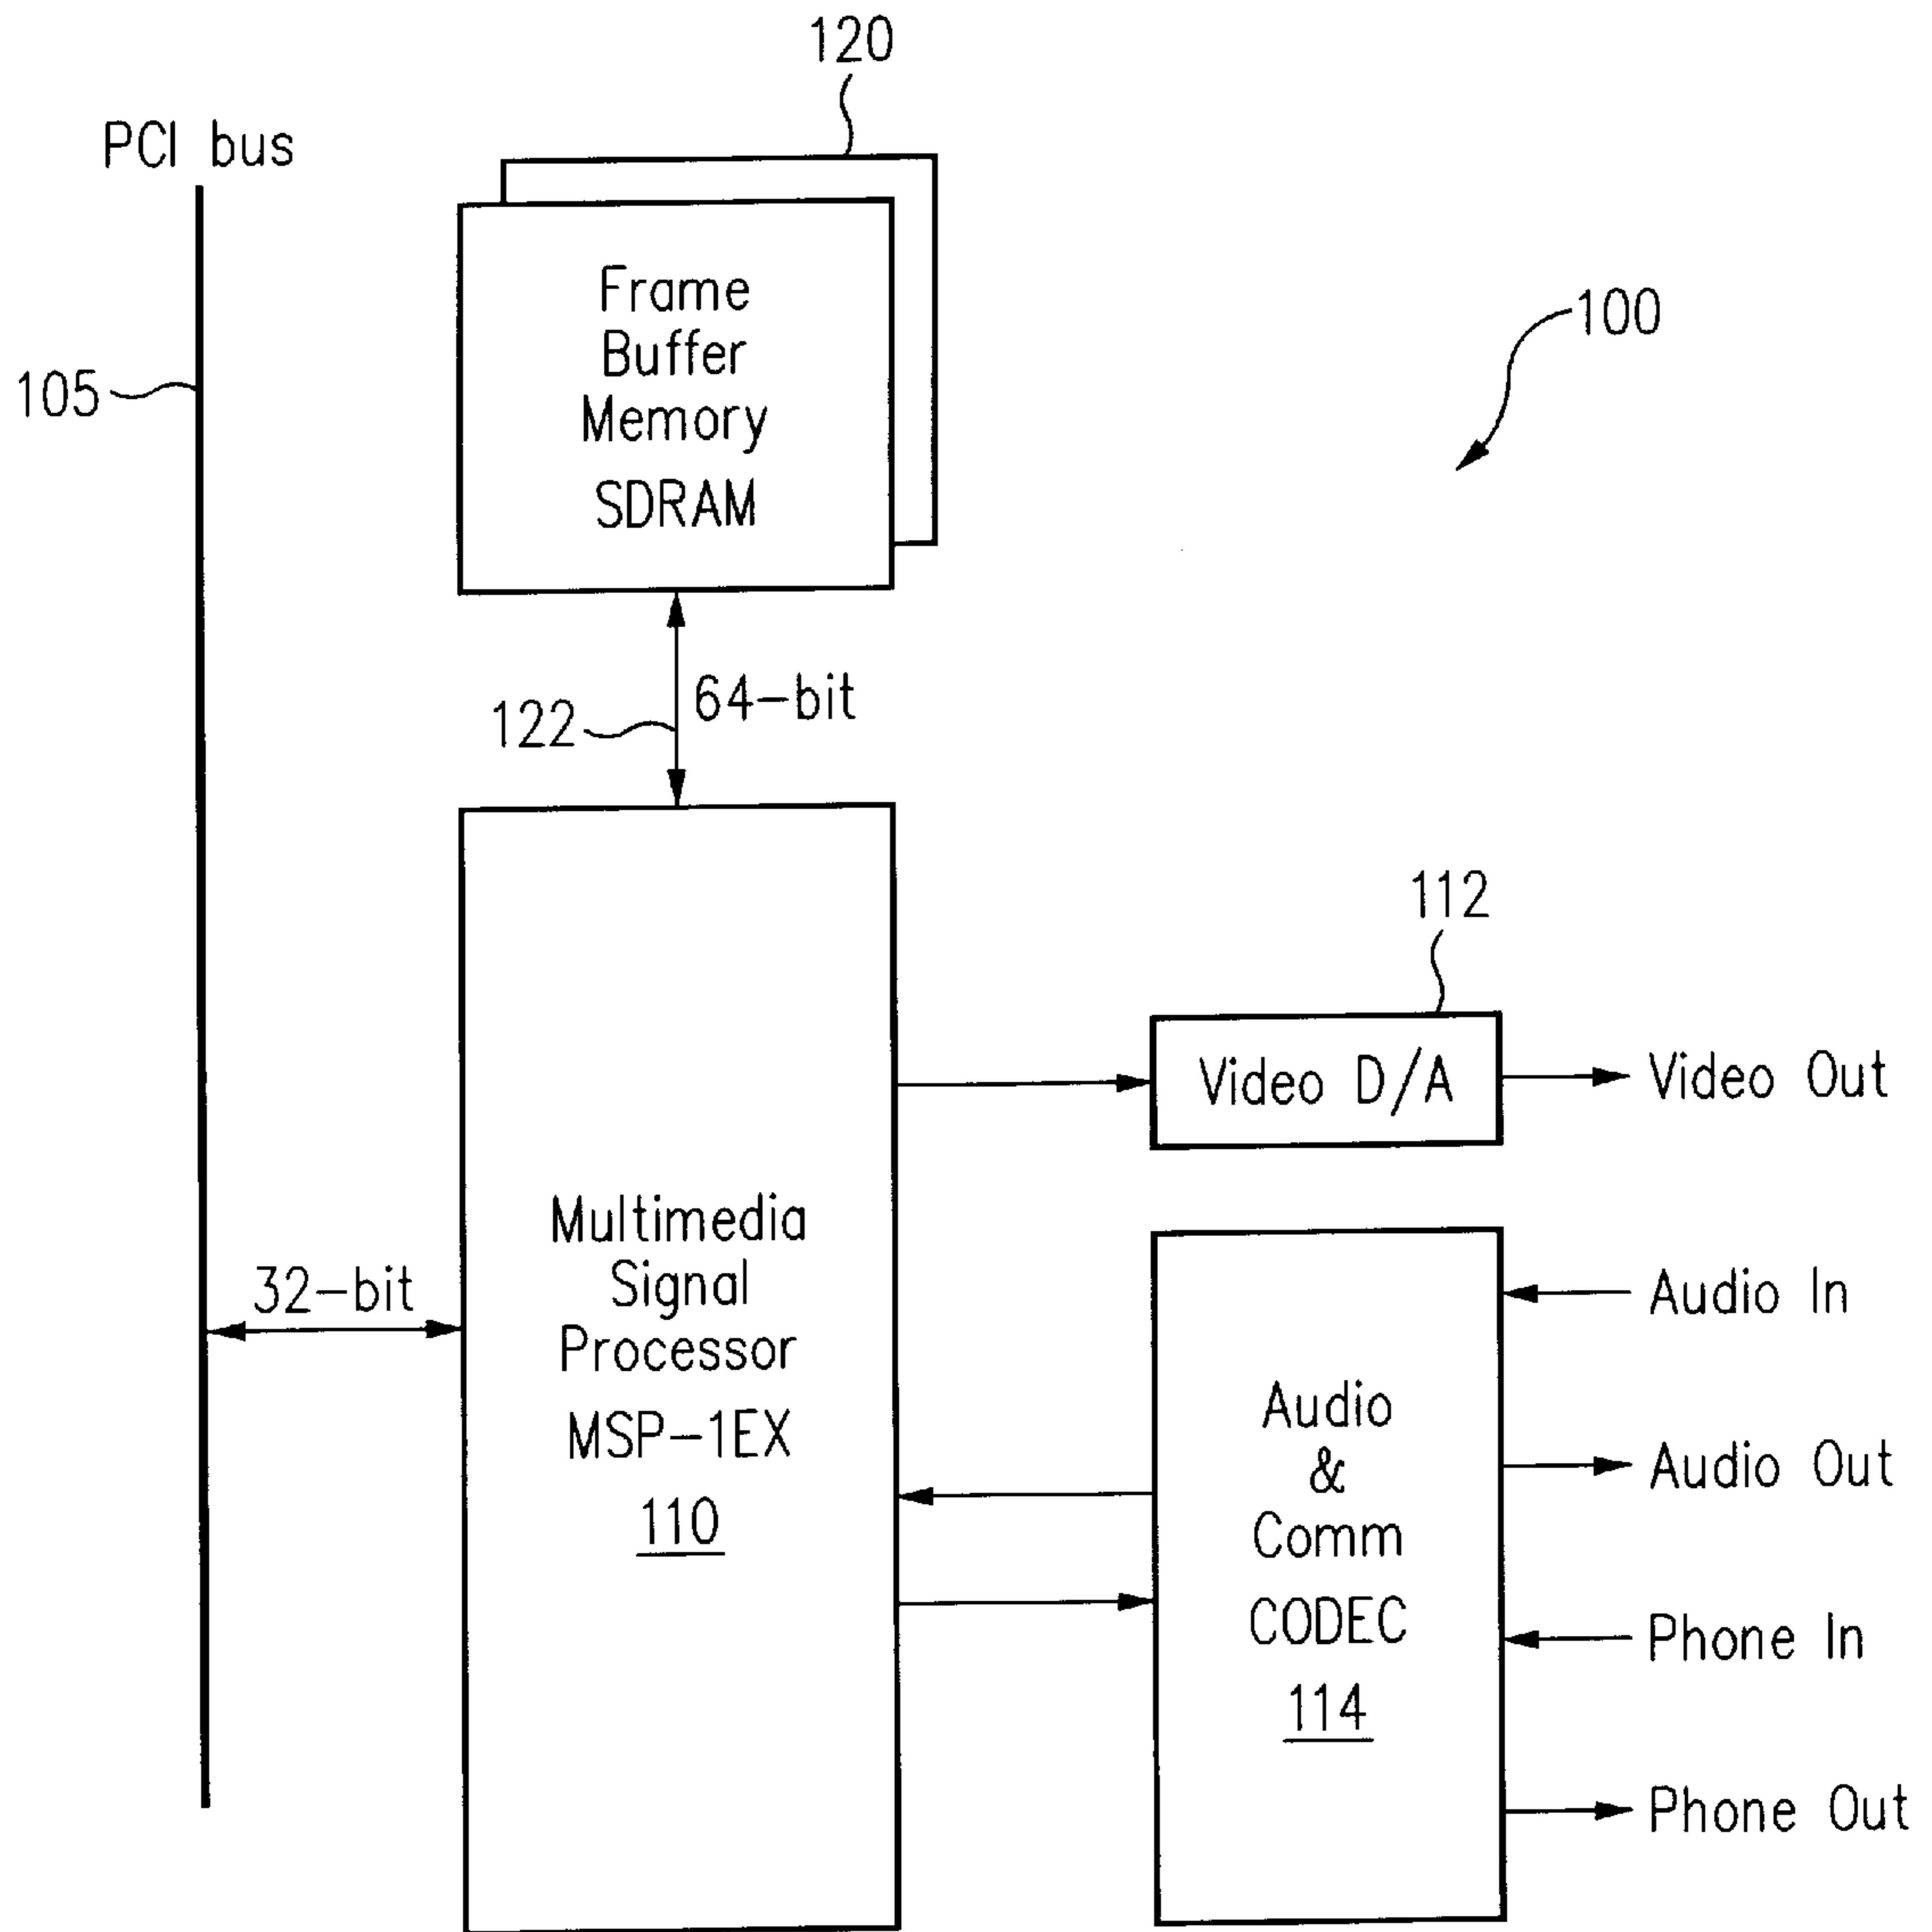 120
PCI bus
Frame
Buffer
Memory
SDRAM
100
105
122
64-bit
112
Video D/A
Video Out
Multimedia
Signal
Processor
MSP-1EX
110
32-bit
Audio
&
Comm
CODEC
114
Audio In
Audio Out
Phone In
Phone Out